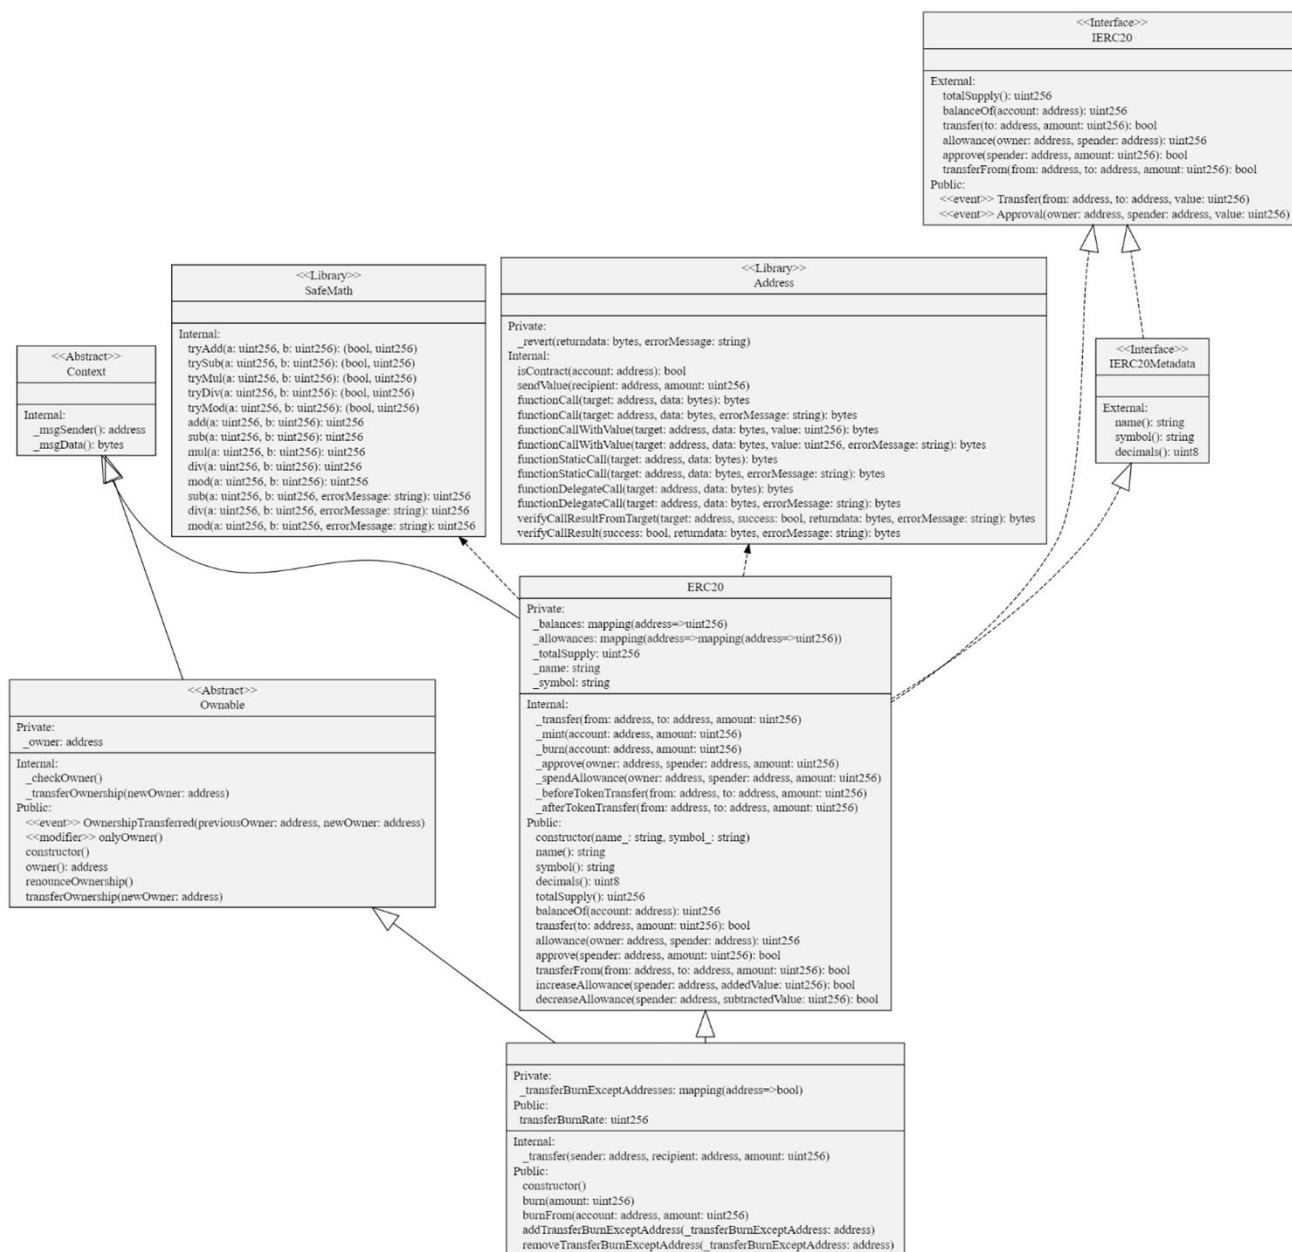 <<Interface>>
IERC20
External:
totalSupply(): uint256
balanceOf(account: address): uint256
transfer(to: address, amount: uint256): bool
allowance(owner: address, spender: address): uint256
approve(spender: address, amount: uint256): bool
transferFrom(from: address, to: address, amount: uint256): bool
Public:
<<event>> Transfer(from: address, to: address, value: uint256)
<<event>> Approval(owner: address, spender: address, value: uint256)
<<Library>>
SafeMath
Internal:
tryAdd(a: uint256, b: uint256): (bool, uint256)
trySub(a: uint256, b: uint256): (bool, uint256)
tryMul(a: uint256, b: uint256): (bool, uint256)
tryDiv(a: uint256, b: uint256): (bool, uint256)
tryMod(a: uint256, b: uint256): (bool, uint256)
add(a: uint256, b: uint256): uint256
sub(a: uint256, b: uint256): uint256
mul(a: uint256, b: uint256): uint256
div(a: uint256, b: uint256): uint256
mod(a: uint256, b: uint256): uint256
sub(a: uint256, b: uint256, errorMessage: string): uint256
div(a: uint256, b: uint256, errorMessage: string): uint256
mod(a: uint256, b: uint256, errorMessage: string): uint256
<<Library>>
Address
Private:
_revert(returndata: bytes, errorMessage: string)
Internal:
isContract(account: address): bool
sendValue(recipient: address, amount: uint256)
functionCall(target: address, data: bytes): bytes
functionCall(target: address, data: bytes, errorMessage: string): bytes
functionCallWithValue(target: address, data: bytes, value: uint256): bytes
functionCallWithValue(target: address, data: bytes, value: uint256, errorMessage: string): bytes
functionStaticCall(target: address, data: bytes): bytes
functionStaticCall(target: address, data: bytes, errorMessage: string): bytes
functionDelegateCall(target: address, data: bytes): bytes
functionDelegateCall(target: address, data: bytes, errorMessage: string): bytes
verifyCallResultFromTarget(target: address, success: bool, returndata: bytes, errorMessage: string): bytes
verifyCallResult(success: bool, returndata: bytes, errorMessage: string): bytes
<<Interface>>
IERC20Metadata
External:
name(): string
symbol(): string
decimals(): uint8
<<Abstract>>
Context
Internal:
_msgSender(): address
_msgData(): bytes
ERC20
Private:
_balances: mapping(address=>uint256)
_allowances: mapping(address=>mapping(address=>uint256))
_totalSupply: uint256
_name: string
_symbol: string
Internal:
_transfer(from: address, to: address, amount: uint256)
_mint(account: address, amount: uint256)
_burn(account: address, amount: uint256)
_approve(owner: address, spender: address, amount: uint256)
_spendAllowance(owner: address, spender: address, amount: uint256)
_beforeTokenTransfer(from: address, to: address, amount: uint256)
_afterTokenTransfer(from: address, to: address, amount: uint256)
Public:
constructor(name_: string, symbol_: string)
name(): string
symbol(): string
decimals(): uint8
totalSupply(): uint256
balanceOf(account: address): uint256
transfer(to: address, amount: uint256): bool
allowance(owner: address, spender: address): uint256
approve(spender: address, amount: uint256): bool
transferFrom(from: address, to: address, amount: uint256): bool
increaseAllowance(spender: address, addedValue: uint256): bool
decreaseAllowance(spender: address, subtractedValue: uint256): bool
<<Abstract>>
Ownable
Private:
_owner: address
Internal:
_checkOwner()
_transferOwnership(newOwner: address)
Public:
<<event>> OwnershipTransferred(previousOwner: address, newOwner: address)
<<modifier>> onlyOwner()
constructor()
owner(): address
renounceOwnership()
transferOwnership(newOwner: address)
Private:
_transferBurnExceptAddresses: mapping(address=>bool)
Public:
transferBurnRate: uint256
Internal:
_transfer(sender: address, recipient: address, amount: uint256)
Public:
constructor()
burn(amount: uint256)
burnFrom(account: address, amount: uint256)
addTransferBurnExceptAddress(_transferBurnExceptAddress: address)
removeTransferBurnExceptAddress(_transferBurnExceptAddress: address)